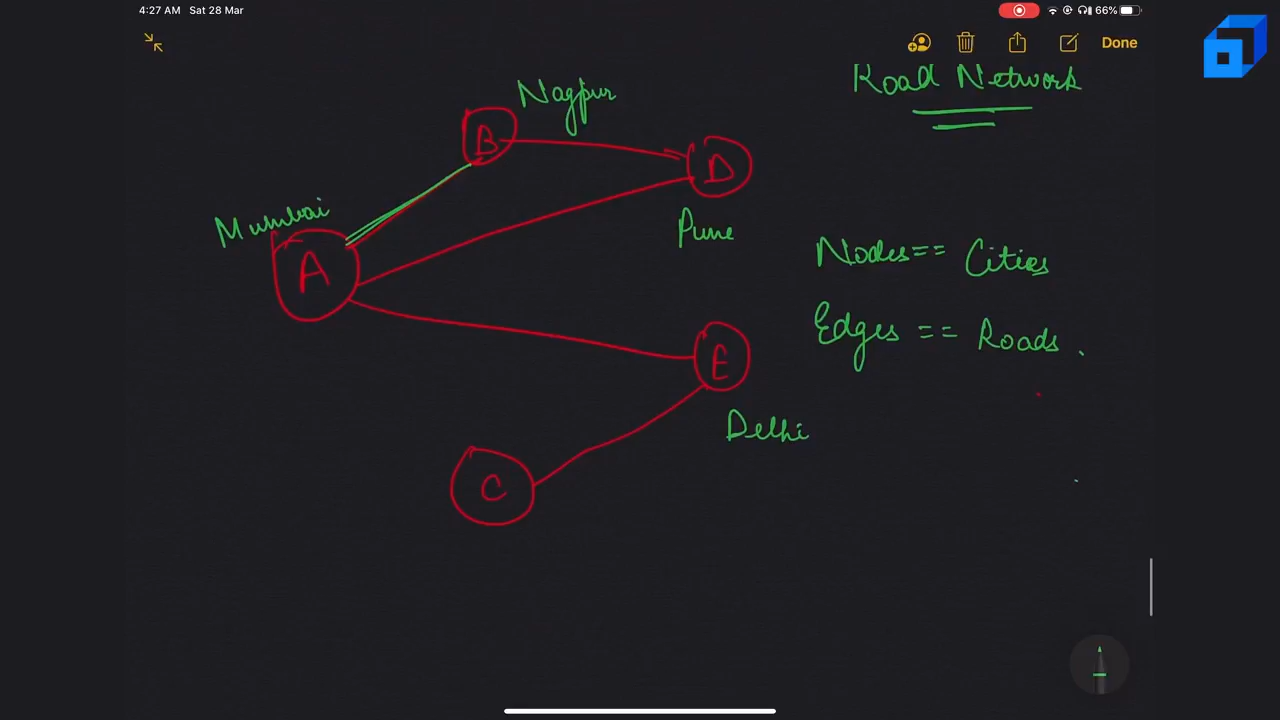 4:27 AM Sat 28 Mar
66%
Done
Road Network
Nagpur
B
D
Mumbai
A
Pune
Nodes== Cities
Edges == Roads.
E
Delhi
C